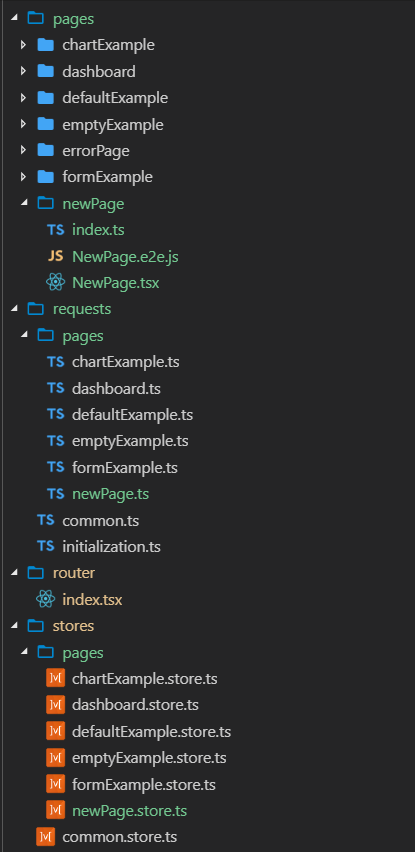 pages
chartExample
dashboard
defaultExample
emptyExample
errorPage
formExample
newPage
TS index.ts
JS NewPage.e2e.js
NewPage.tsx
requests
pages
TS chartExample.ts
TS dashboard.ts
TS defaultExample.ts
TS emptyExample.ts
TS formExample.ts
TS newPage.ts
TS common.ts
TS initialization.ts
router
index.tsx
stores
pages
chartExample.store.ts
dashboard.store.ts
defaultExample.store.ts
emptyExample.store.ts
formExample.store.ts
newPage.store.ts
common.store.ts